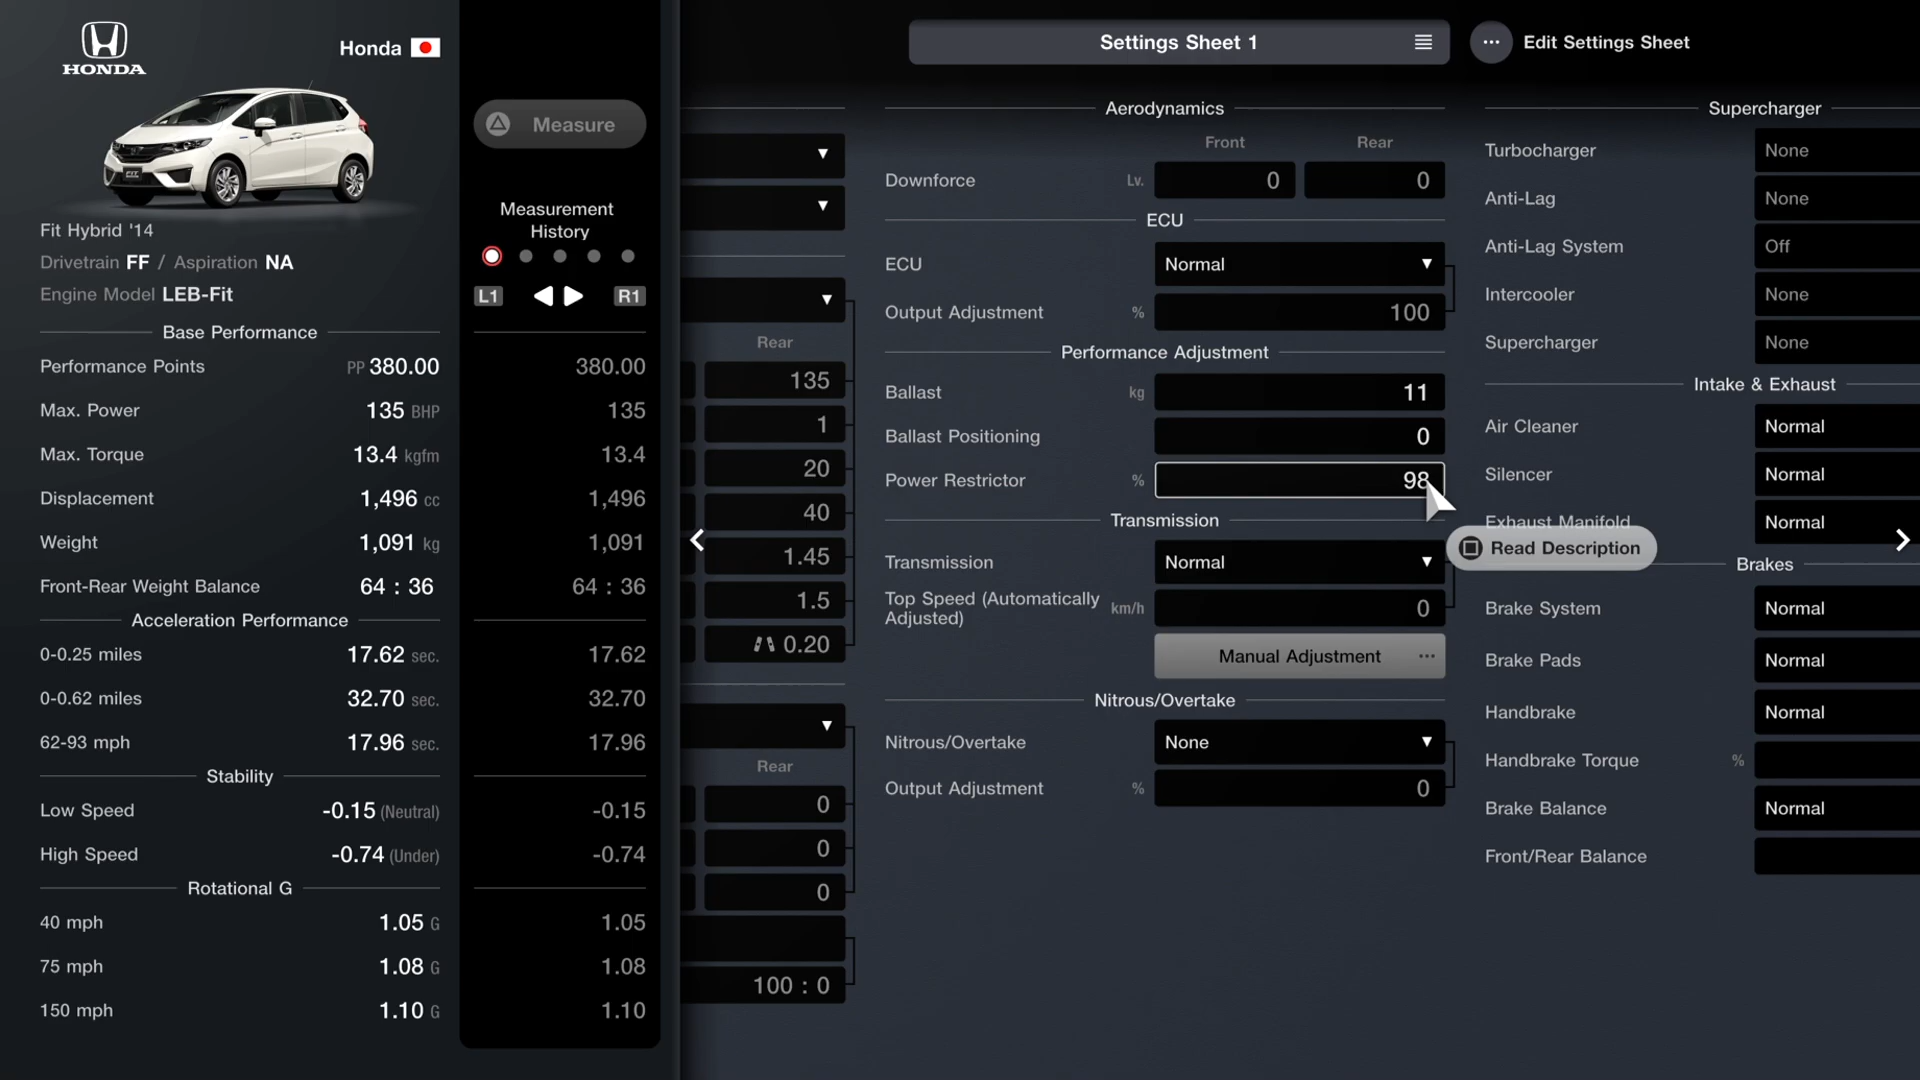 HONDA
Honda
Fit Hybrid '14
Drivetrain FF / Aspiration NA
Engine Model LEB-Fit
Base Performance
Performance Points PP 380.00
Max. Power 135 BHP
Max. Torque 13.4 kgfm
Displacement 1,496 cc
Weight 1,091 kg
Front-Rear Weight Balance 64 : 36
Acceleration Performance
0-0.25 miles 17.62 sec.
0-0.62 miles 32.70 sec.
62-93 mph 17.96 sec.
Stability
Low Speed -0.15 (Neutral)
High Speed -0.74 (Under)
Rotational G
40 mph 1.05 G
75 mph 1.08 G
150 mph 1.10 G
Measure
Measurement
History
L1 R1
380.00
135
13.4
1,496
1,091
64 : 36
17.62
32.70
17.96
-0.15
-0.74
1.05
1.08
1.10
Rear
135
1
20
40
1.45
1.5
0.20
Rear
0
0
0
100 : 0
Settings Sheet 1
Edit Settings Sheet
Aerodynamics
Front Rear
Downforce Lv. 0 0
ECU
ECU Normal
Output Adjustment % 100
Performance Adjustment
Ballast kg 11
Ballast Positioning 0
Power Restrictor % 98
Transmission
Transmission Normal
Top Speed (Automatically
Adjusted) km/h 0
Manual Adjustment
Nitrous/Overtake
Nitrous/Overtake None
Output Adjustment % 0
Supercharger
Turbocharger None
Anti-Lag None
Anti-Lag System Off
Intercooler None
Supercharger None
Intake & Exhaust
Air Cleaner Normal
Silencer Normal
Exhaust Manifold Normal
Read Description
Brakes
Brake System Normal
Brake Pads Normal
Handbrake Normal
Handbrake Torque %
Brake Balance Normal
Front/Rear Balance